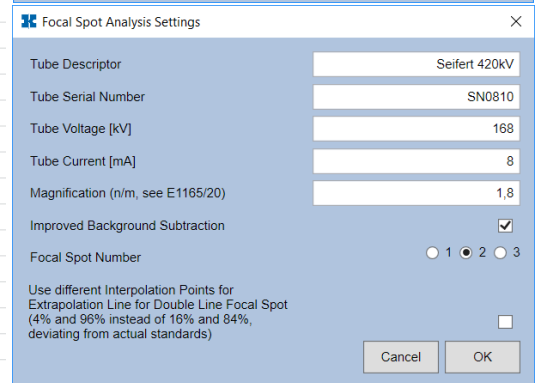 Focal Spot Analysis Settings
Tube Descriptor Seifert 420kV
Tube Serial Number SN0810
Tube Voltage [kV] 168
Tube Current [mA] 8
Magnification (n/m, see E1165/20) 1,8
Improved Background Subtraction
Focal Spot Number 1 2 3
Use different Interpolation Points for
Extrapolation Line for Double Line Focal Spot
(4% and 96% instead of 16% and 84%,
deviating from actual standards)
Cancel OK